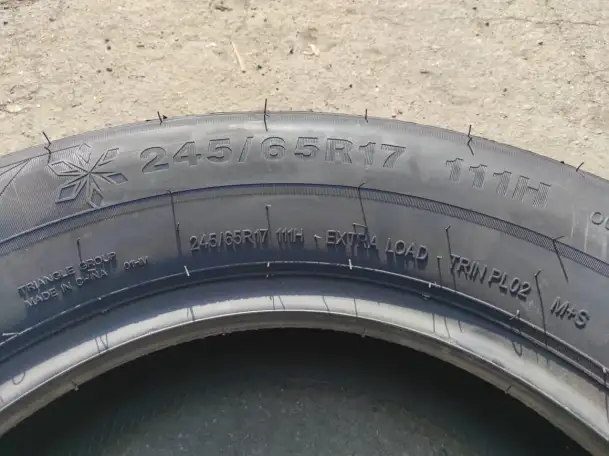 245/65R17 111H
TRIANGLE GROUP
MADE IN CHINA
245/65R17 111H EXTRA LOAD TRIN PL02 M+S